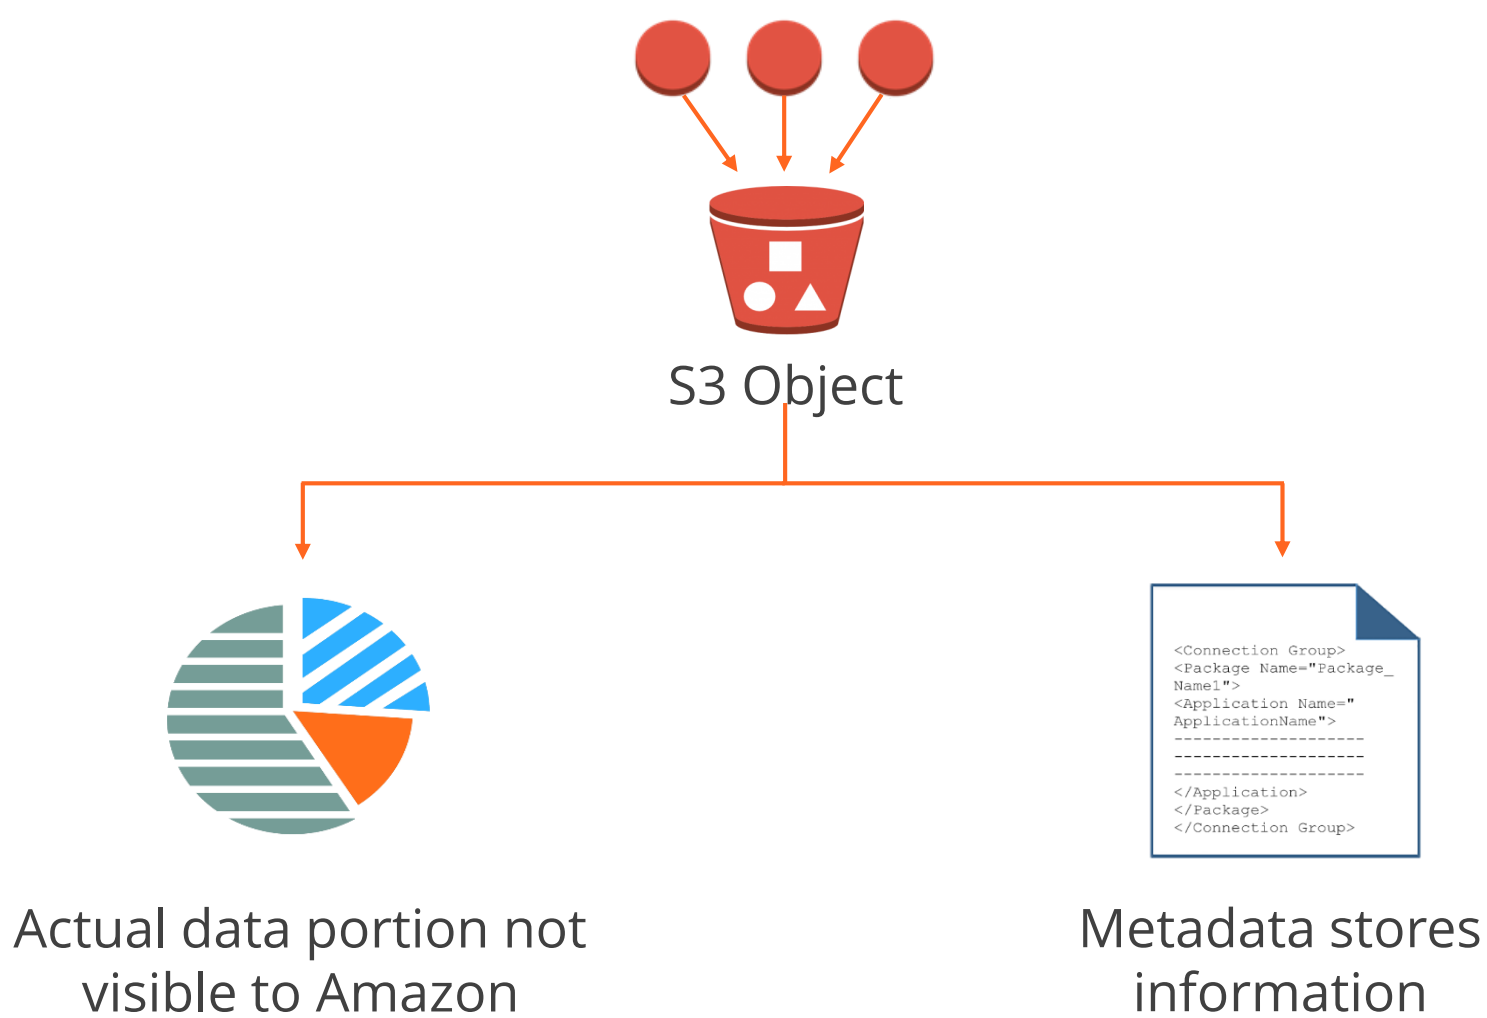 S3 Object
<Connection Group>
<Package Name="Package_
Name1">
<Application Name="
ApplicationName">
--------------------
--------------------
--------------------
</Application>
</Package>
</Connection Group>
Actual data portion not
visible to Amazon
Metadata stores
information